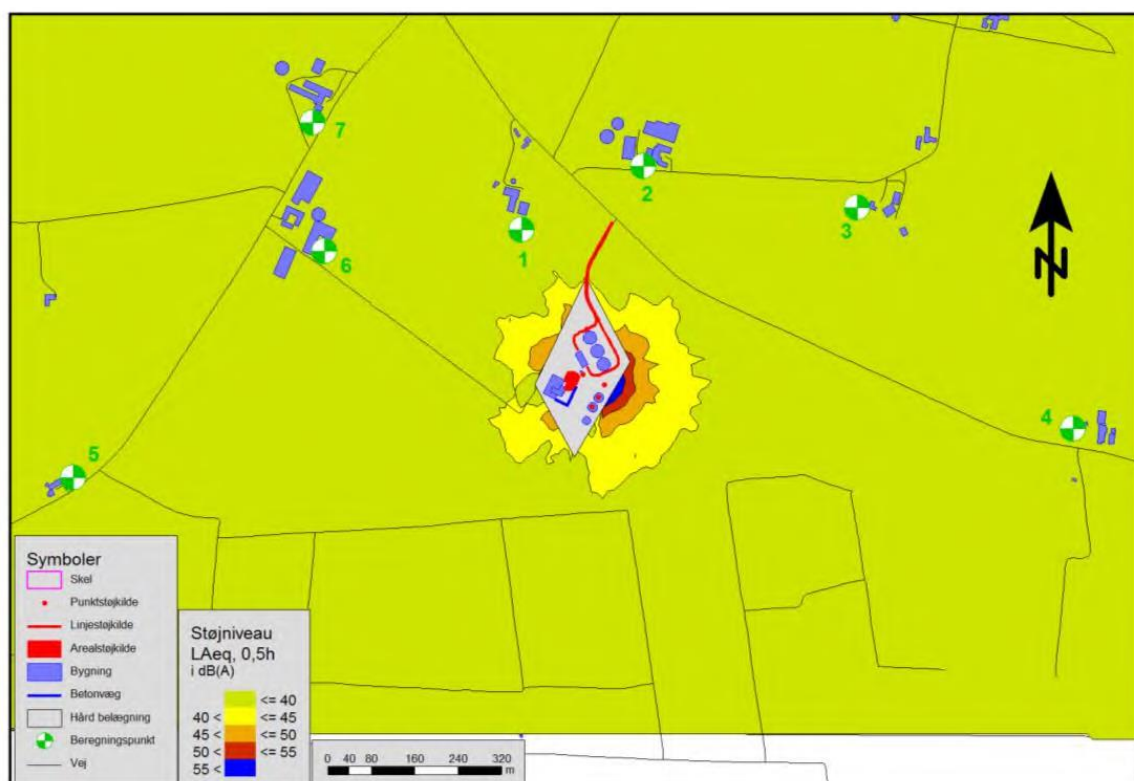 7
2
3
1
6
N
4
5
Symboler
Skel
Punktstøjkilde
Linjestøjkilde
Arealstøjkilde
Bygning
Betonvæg
Hård belægning
Beregningspunkt
Vej
Støjniveau
LAeq, 0,5h
i dB(A)
<= 40
40 < <= 45
45 < <= 50
50 < <= 55
55 <
0 40 80 160 240 320
m